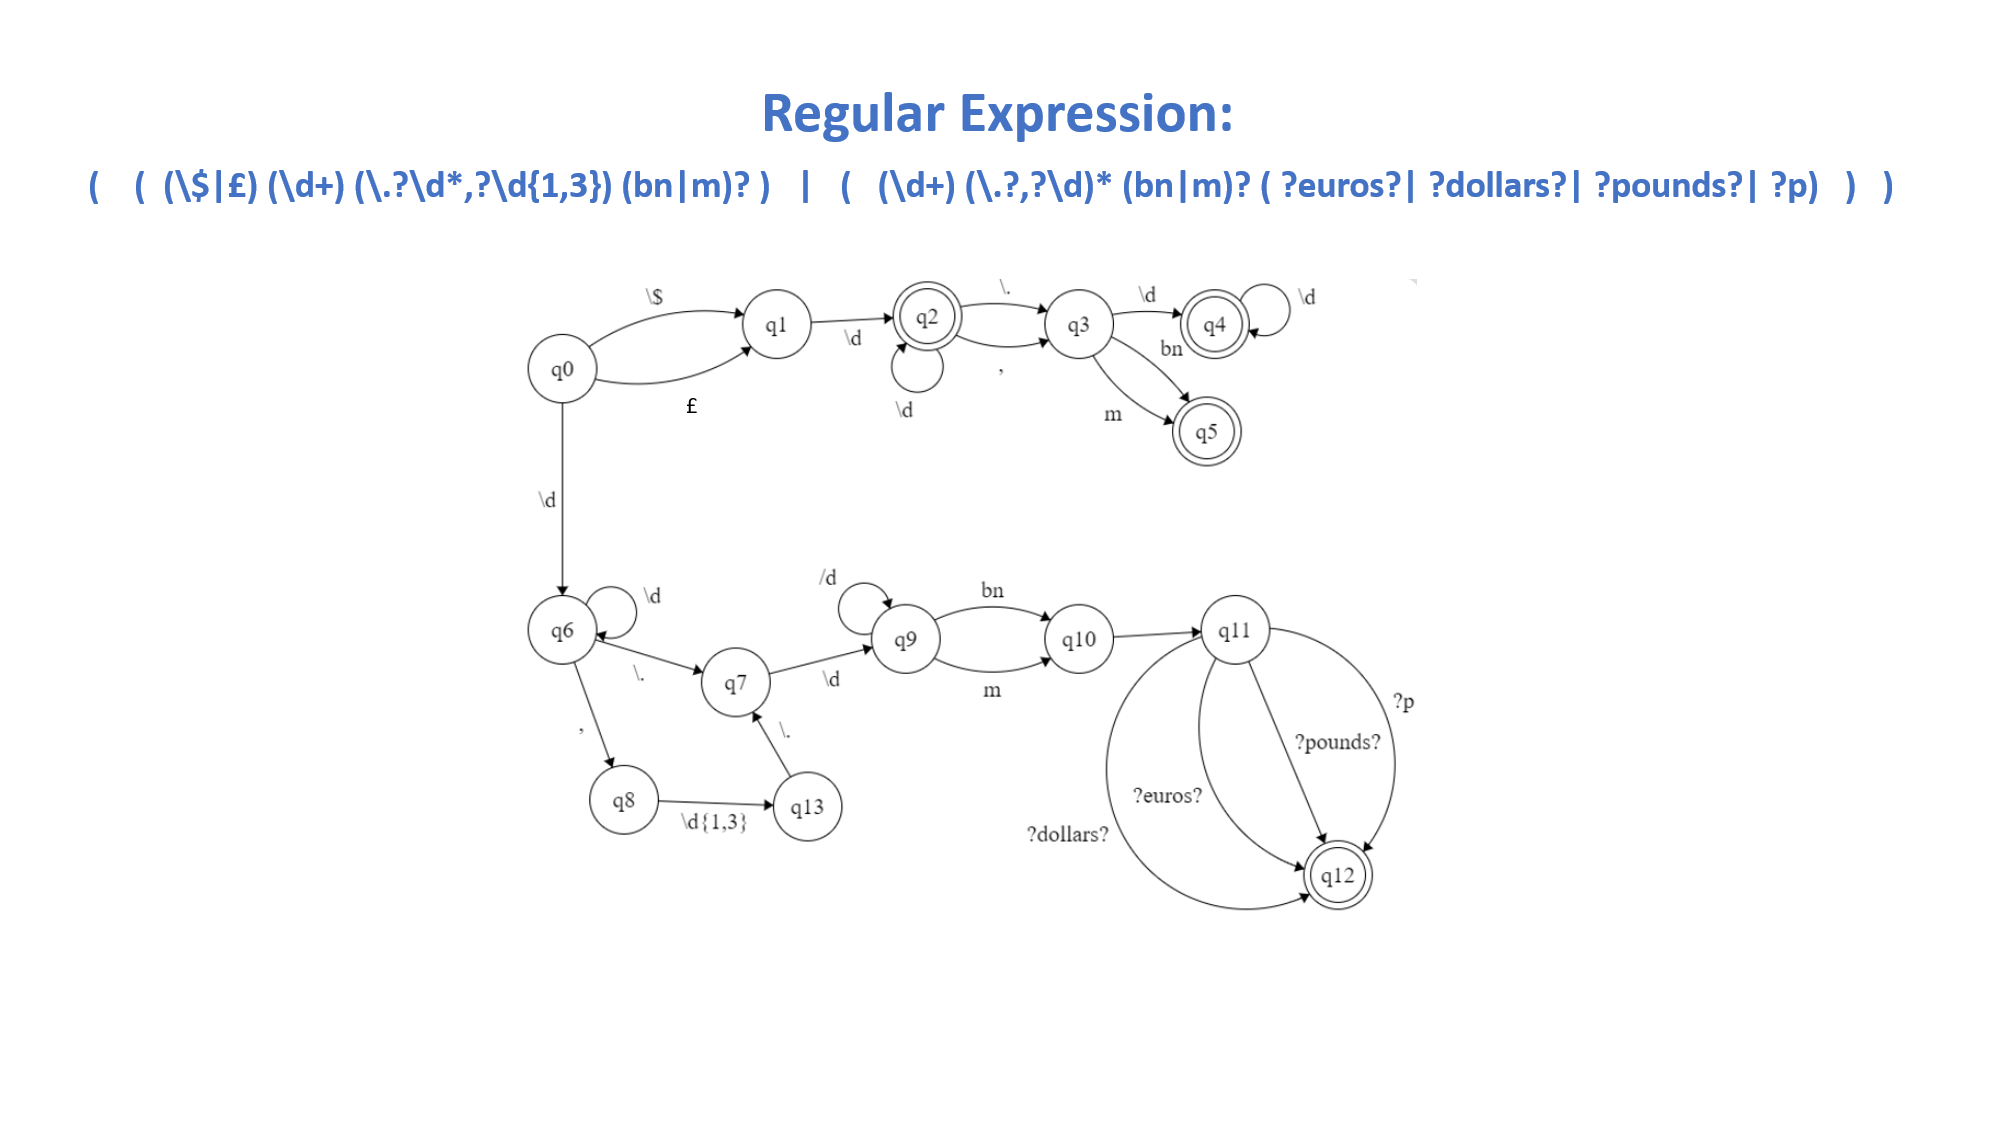 Regular Expression:
( ( (\$|£) (\d+) (\.?\d*,?\d{1,3}) (bn|m)? ) | ( (\d+) (\.?,?\d)* (bn|m)? ( ?euros?| ?dollars?| ?pounds?| ?p) ) )
\$
£
q0
q1
\d
q2
\d
\.
,
q3
\d
bn
m
q4
\d
q5
\d
q6
\d
\.
,
q7
\d
/d
q9
bn
m
q10
q11
?p
?pounds?
?euros?
?dollars?
q8
\d{1,3}
q13
\.
q12